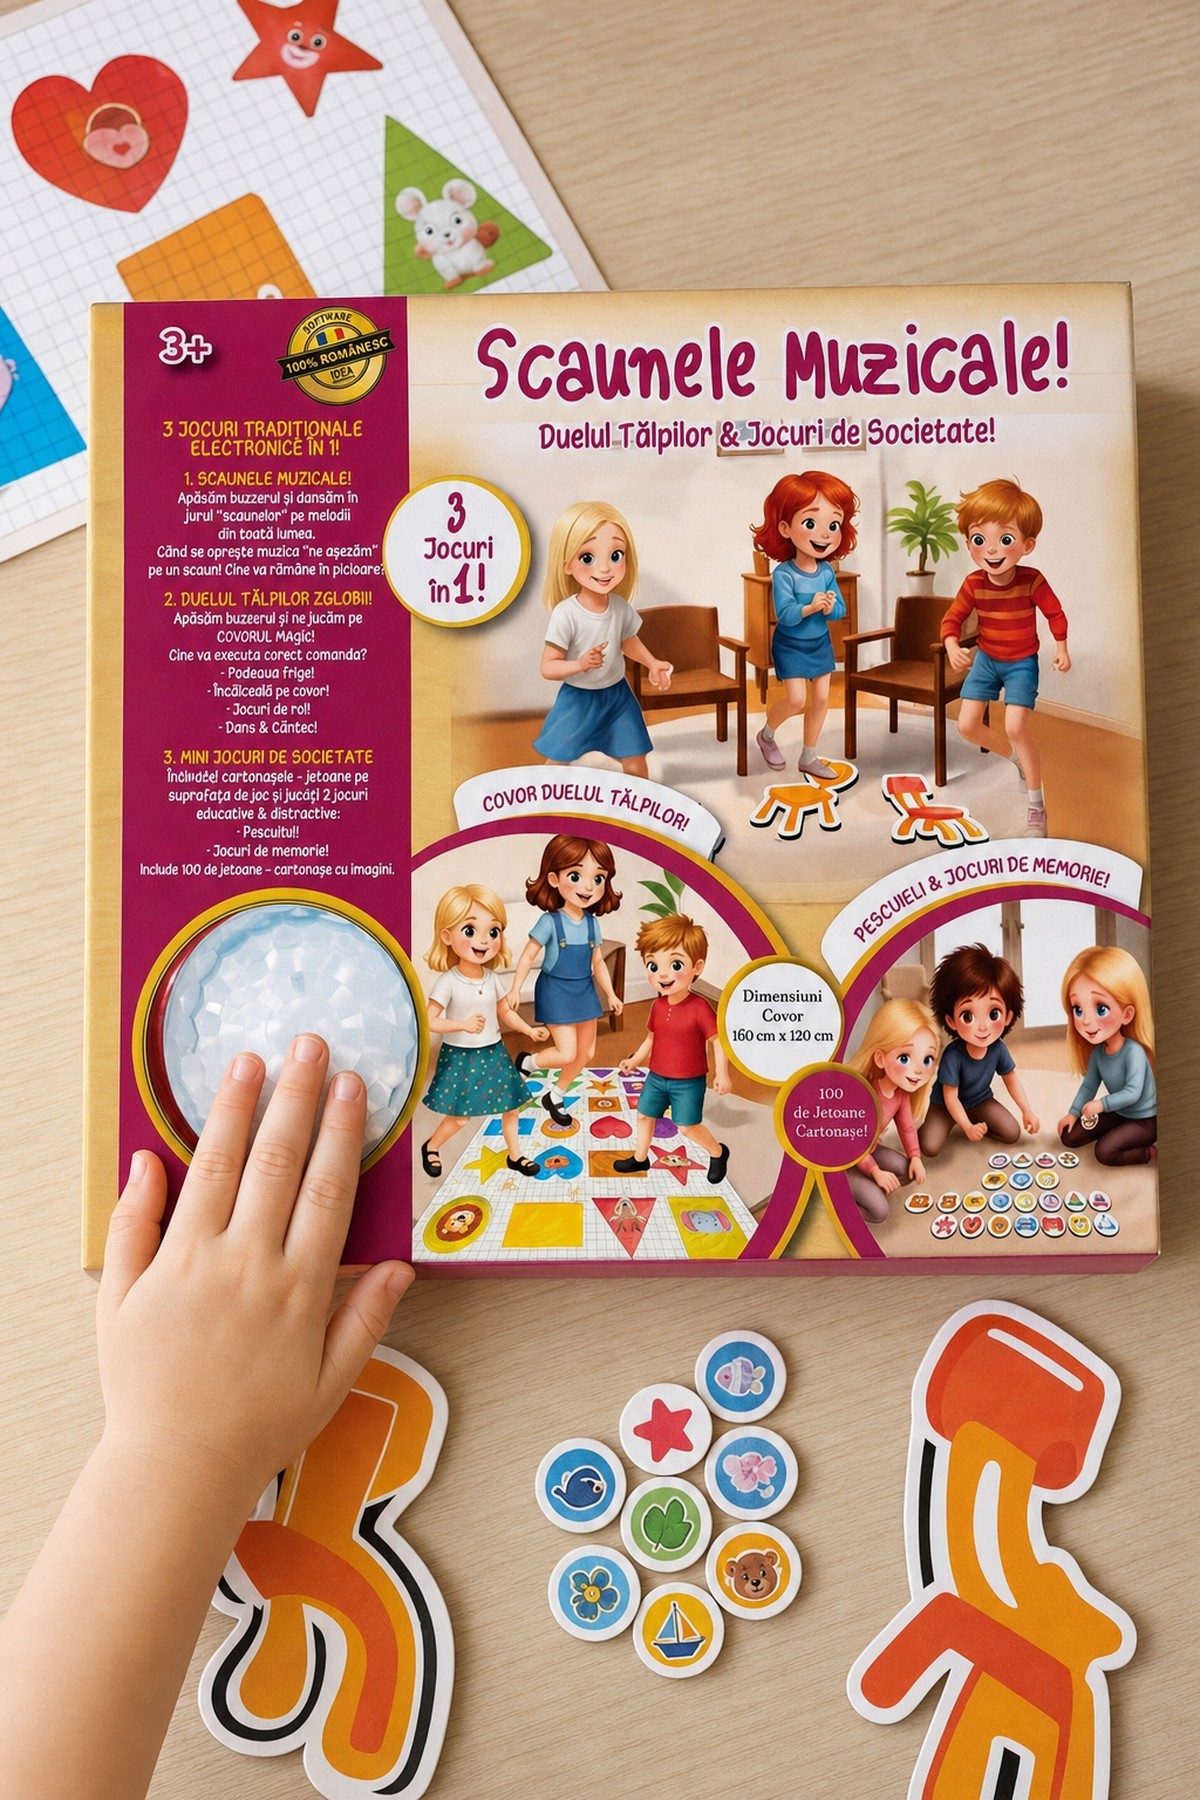 3+
SOFTWARE
100% ROMÂNESC
IDEA
Scaunele Muzicale!
Duelul Tălpilor & Jocuri de Societate!
3 JOCURI TRADIȚIONALE
ELECTRONICE ÎN 1!
1. SCAUNELE MUZICALE!
Apăsăm buzzerul și dansăm în
jurul "scaunelor" pe melodii
din toată lumea.
Când se oprește muzica "ne așezăm"
pe un scaun! Cine va rămâne în picioare?
2. DUELUL TĂLPILOR ZGLOBII!
Apăsăm buzzerul și ne jucăm pe
COVORUL MAgic!
Cine va executa corect comanda?
- Podeaua frige!
- Încâlceală pe covor!
- Jocuri de rol!
- Dans & Cântec!
3. MINI JOCURI DE SOCIETATE
cartonașele - jetoane pe
suprafața de joc și jucăți 2 jocuri
educative & distractive:
- Pescuitul!
- Jocuri de memorie!
Include 100 de jetoane - cartonașe cu imagini.
3
Jocuri
în 1!
COVOR DUELUL TĂLPILOR!
PESCUIELI & JOCURI DE MEMORIE!
Dimensiuni
Covor
160 cm x 120 cm
100
de Jetoane
Cartonașe!